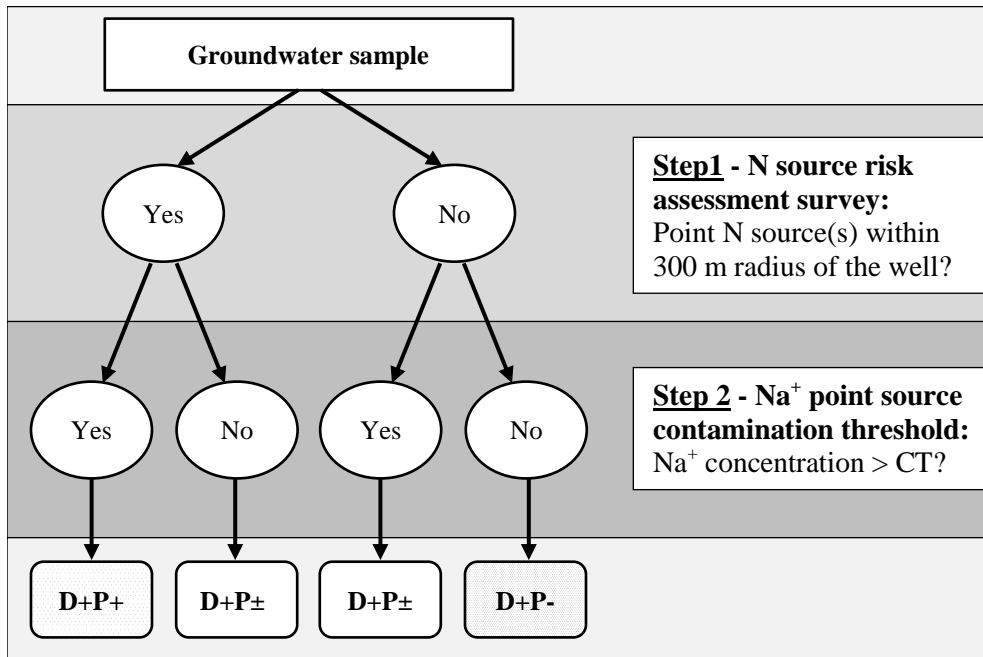 Groundwater sample
Step1 - N source risk
assessment survey:
Point N source(s) within
300 m radius of the well?
Yes
No
Step 2 - Na⁺ point source
contamination threshold:
Na⁺ concentration > CT?
Yes
No
Yes
No
D+P+
D+P±
D+P±
D+P-